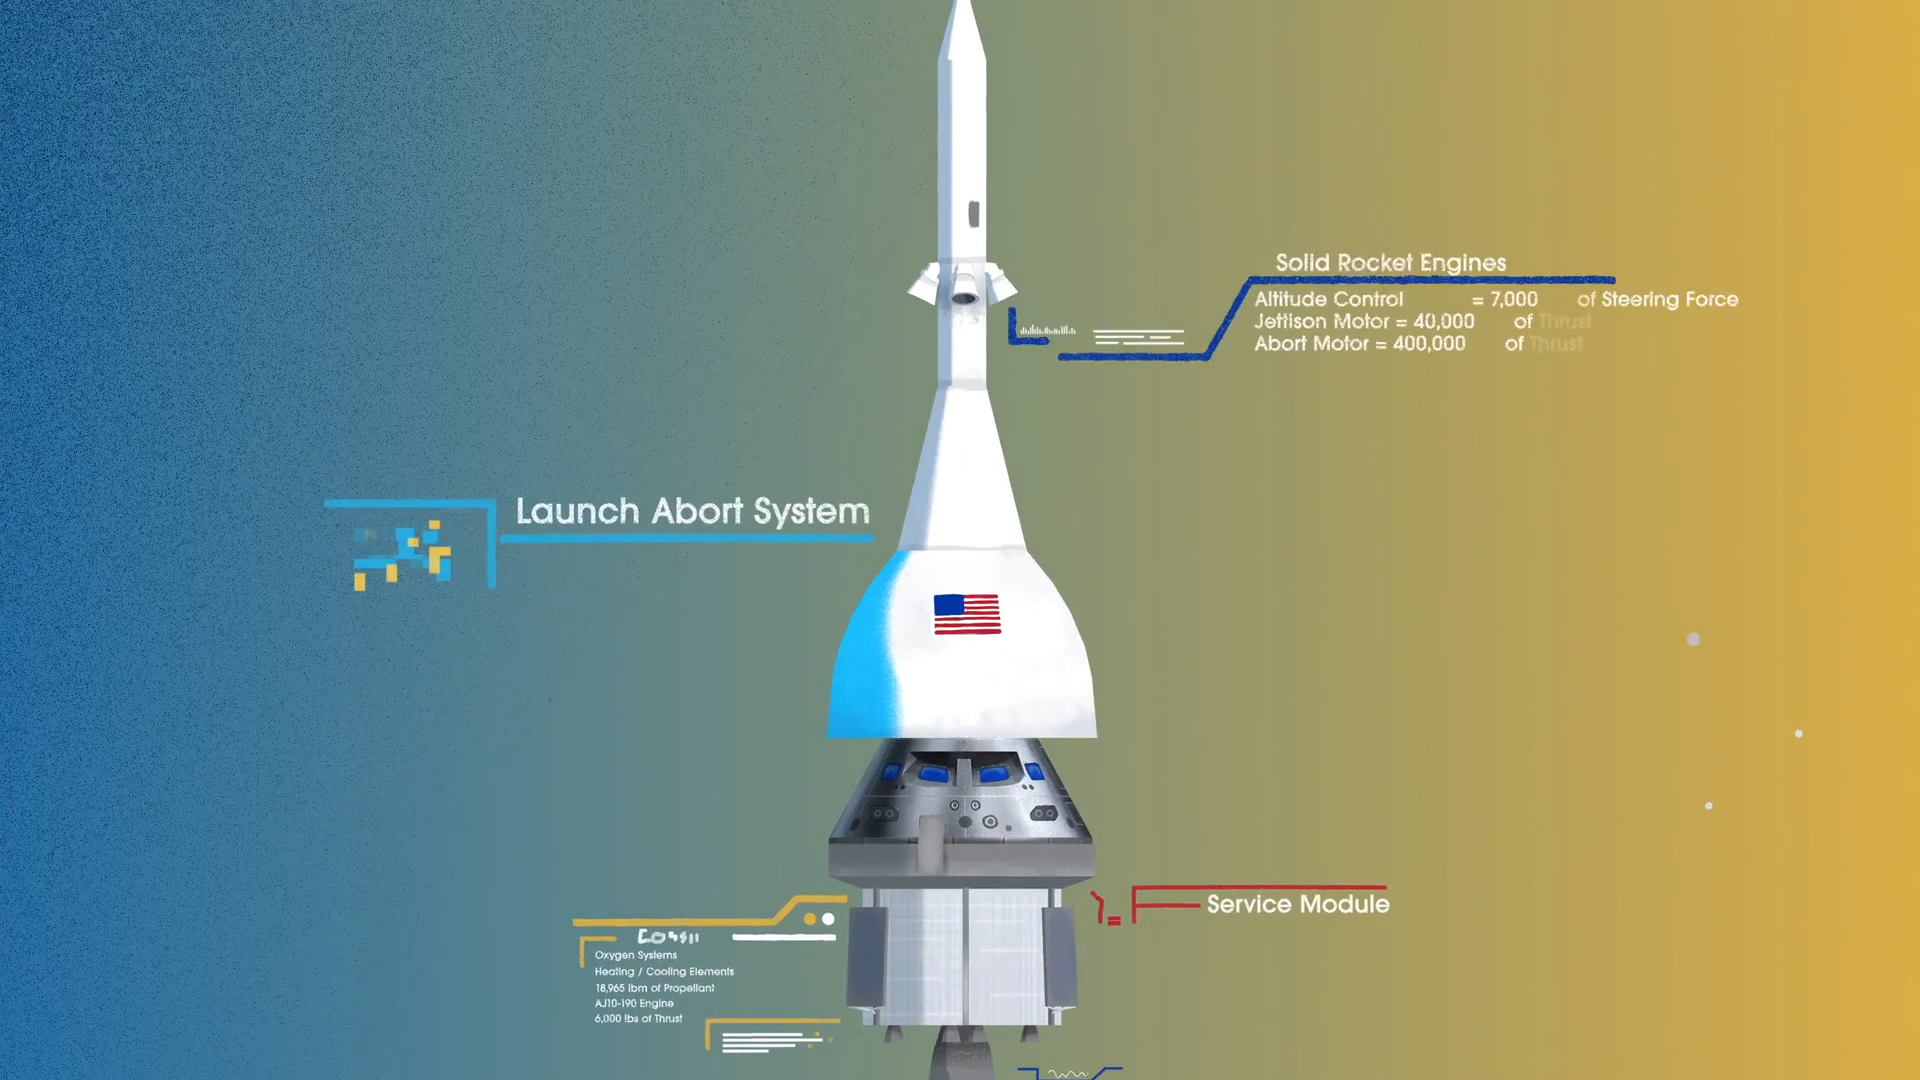 Solid Rocket Engines
Altitude Control = 7,000 of Steering Force
Jettison Motor = 40,000 of Thrust
Abort Motor = 400,000 of Thrust
Launch Abort System
Service Module
Oxygen Systems
Heating / Cooling Elements
18,965 lbm of Propellant
AJ10-190 Engine
6,000 lbs of Thrust